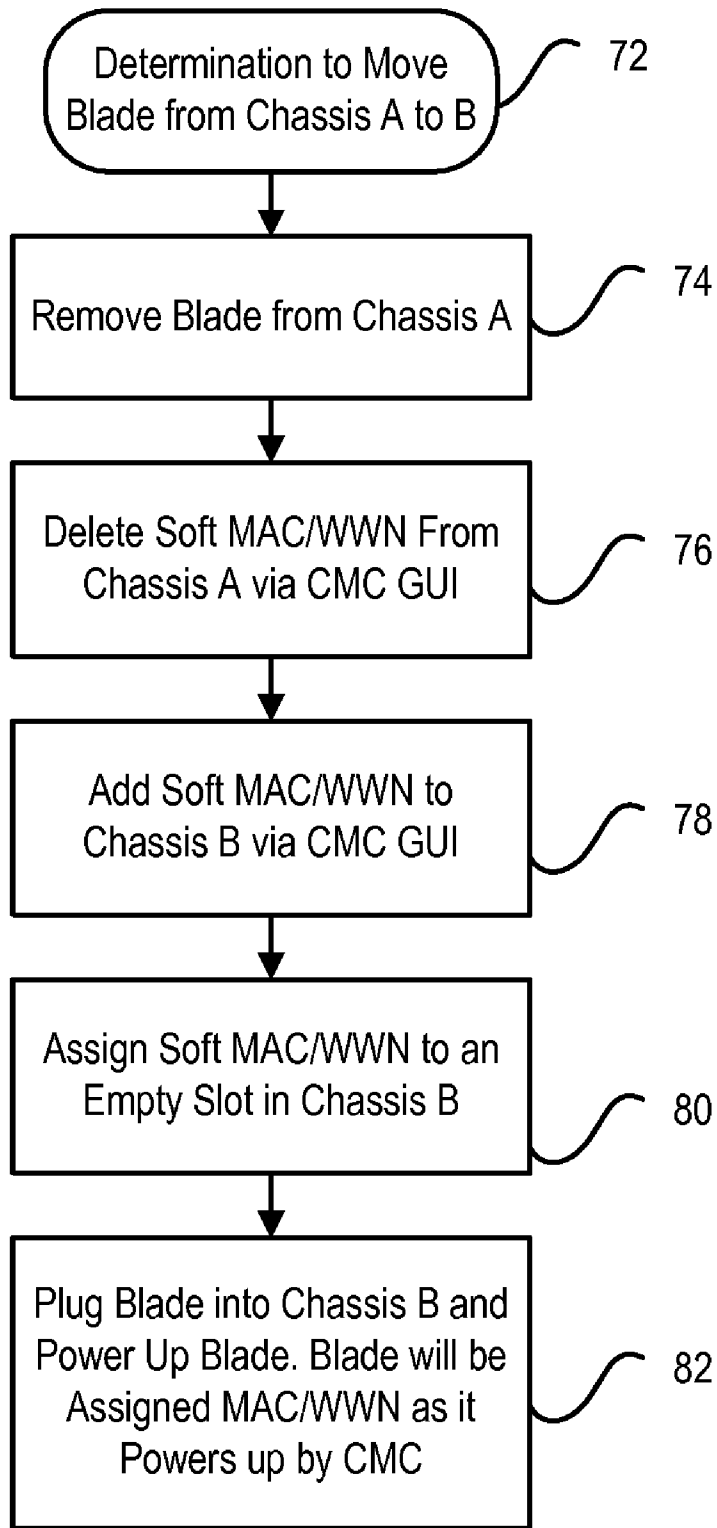 Determination to Move
Blade from Chassis A to B
72
Remove Blade from Chassis A
74
Delete Soft MAC/WWN From
Chassis A via CMC GUI
76
Add Soft MAC/WWN to
Chassis B via CMC GUI
78
Assign Soft MAC/WWN to an
Empty Slot in Chassis B
80
Plug Blade into Chassis B and
Power Up Blade. Blade will be
Assigned MAC/WWN as it
Powers up by CMC
82